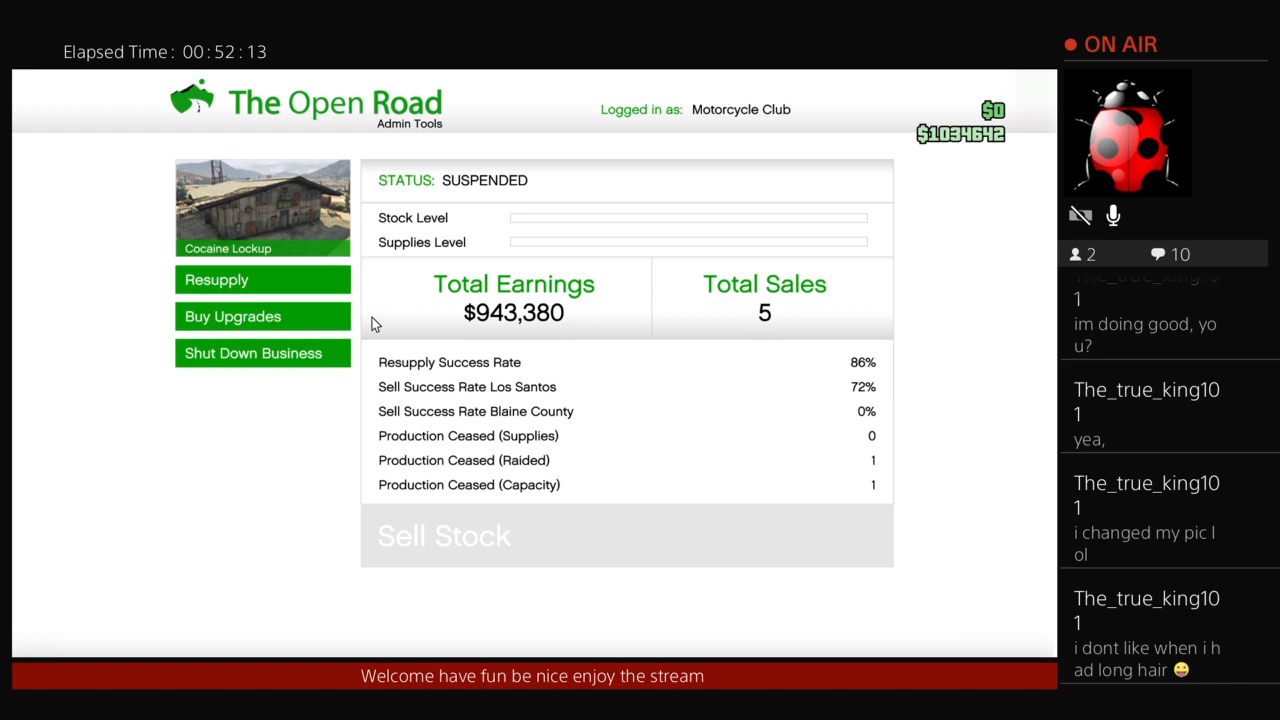 Elapsed Time: 00:52:13
ON AIR
The Open Road
Admin Tools
Logged in as: Motorcycle Club
$0
$1034642
Cocaine Lockup
Resupply
Buy Upgrades
Shut Down Business
STATUS: SUSPENDED
Stock Level
Supplies Level
Total Earnings
$943,380
Total Sales
5
Resupply Success Rate 86%
Sell Success Rate Los Santos 72%
Sell Success Rate Blaine County 0%
Production Ceased (Supplies) 0
Production Ceased (Raided) 1
Production Ceased (Capacity) 1
Sell Stock
2 10
The_true_king10
1
im doing good, yo
u?
The_true_king10
1
yea,
The_true_king10
1
i changed my pic l
ol
The_true_king10
1
i dont like when i h
ad long hair 😛
Welcome have fun be nice enjoy the stream